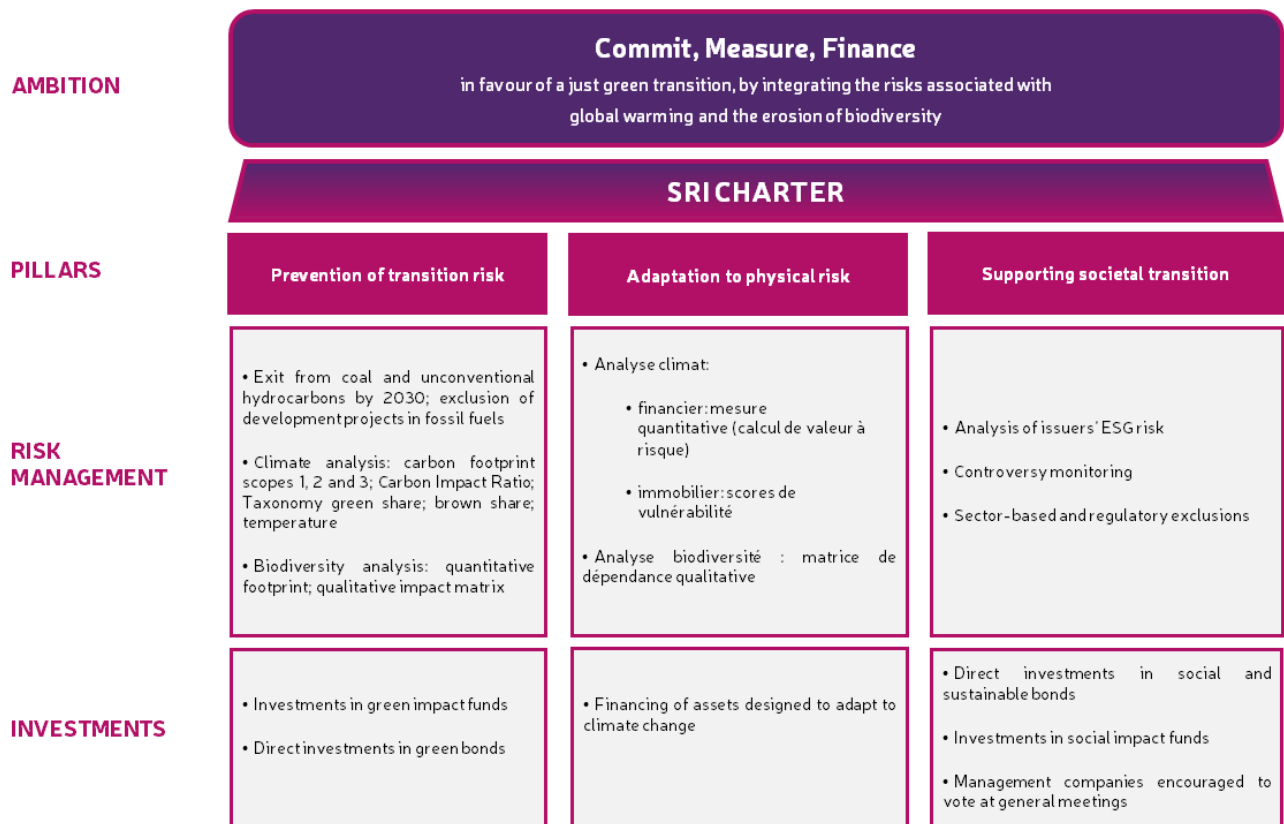 AMBITION
Commit, Measure, Finance
in favour of a just green transition, by integrating the risks associated with
global warming and the erosion of biodiversity
SRI CHARTER
PILLARS
Prevention of transition risk
Adaptation to physical risk
Supporting societal transition
RISK
MANAGEMENT
• Exit from coal and unconventional
hydrocarbons by 2030; exclusion of
development projects in fossil fuels
• Climate analysis: carbon footprint
scopes 1, 2 and 3; Carbon Impact Ratio;
Taxonomy green share; brown share;
temperature
• Biodiversity analysis: quantitative
footprint; qualitative impact matrix
• Analyse climat:
• financier: mesure
quantitative (calcul de valeur à
risque)
• immobilier: scores de
vulnérabilité
• Analyse biodiversité : matrice de
dépendance qualitative
• Analysis of issuers' ESG risk
• Controversy monitoring
• Sector-based and regulatory exclusions
INVESTMENTS
• Investments in green impact funds
• Direct investments in green bonds
• Financing of assets designed to adapt to
climate change
• Direct investments in social and
sustainable bonds
• Investments in social impact funds
• Management companies encouraged to
vote at general meetings